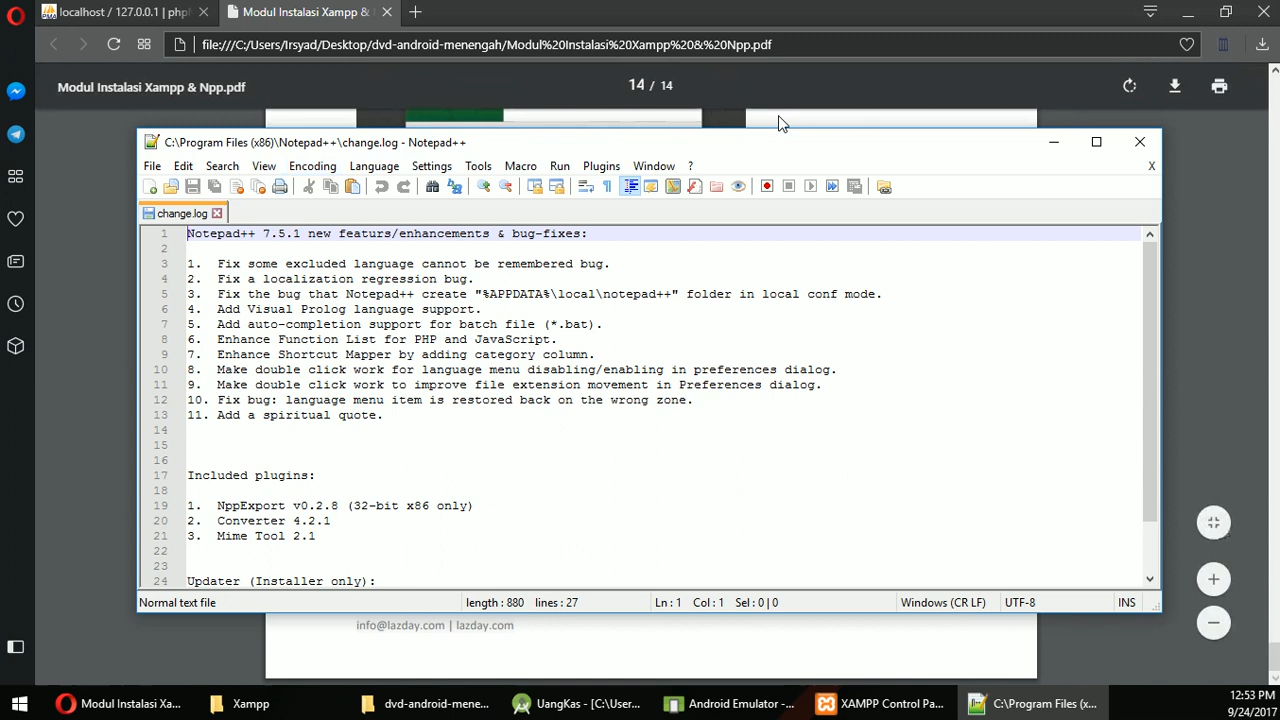 localhost / 127.0.0.1 | phpl
Modul Instalasi Xampp &
file:///C:/Users/Irsyad/Desktop/dvd-android-menengah/Modul%20Instalasi%20Xampp%20&%20Npp.pdf
Modul Instalasi Xampp & Npp.pdf
14 / 14
C:\Program Files (x86)\Notepad++\change.log - Notepad++
File Edit Search View Encoding Language Settings Tools Macro Run Plugins Window ? X
change.log
1 Notepad++ 7.5.1 new featurs/enhancements & bug-fixes:
2
3 1. Fix some excluded language cannot be remembered bug.
4 2. Fix a localization regression bug.
5 3. Fix the bug that Notepad++ create "%APPDATA%\local\notepad++" folder in local conf mode.
6 4. Add Visual Prolog language support.
7 5. Add auto-completion support for batch file (*.bat).
8 6. Enhance Function List for PHP and JavaScript.
9 7. Enhance Shortcut Mapper by adding category column.
10 8. Make double click work for language menu disabling/enabling in preferences dialog.
11 9. Make double click work to improve file extension movement in Preferences dialog.
12 10. Fix bug: language menu item is restored back on the wrong zone.
13 11. Add a spiritual quote.
14
15
16
17 Included plugins:
18
19 1. NppExport v0.2.8 (32-bit x86 only)
20 2. Converter 4.2.1
21 3. Mime Tool 2.1
22
23
24 Updater (Installer only):
Normal text file length : 880 lines : 27 Ln : 1 Col : 1 Sel : 0 | 0 Windows (CR LF) UTF-8 INS
info@lazday.com | lazday.com
Modul Instalasi Xa... Xampp dvd-android-mene... UangKas - [C:\User... Android Emulator -... XAMPP Control Pa... C:\Program Files (x...
12:53 PM
9/24/2017